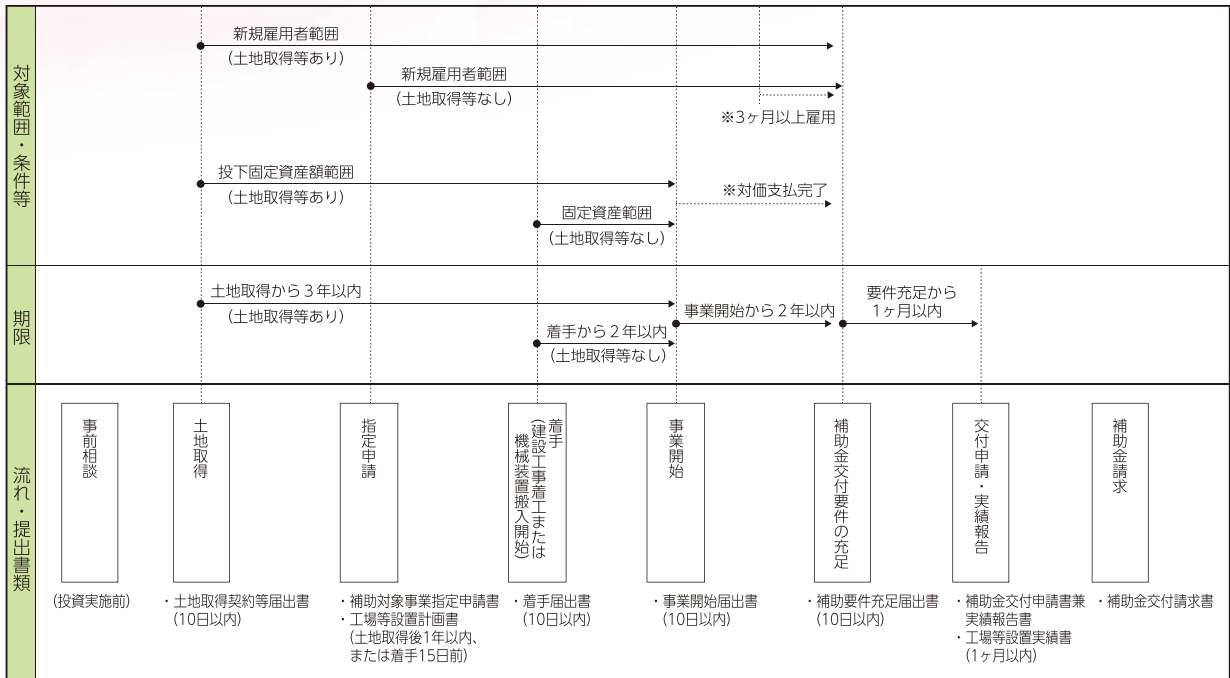 対象範囲・条件等
新規雇用者範囲
(土地取得等あり)
新規雇用者範囲
(土地取得等なし)
※3ヶ月以上雇用
投下固定資産額範囲
(土地取得等あり)
※対価支払完了
固定資産範囲
(土地取得等なし)
期限
土地取得から3年以内
(土地取得等あり)
着手から2年以内
(土地取得等なし)
事業開始から2年以内
要件充足から
1ヶ月以内
流れ・提出書類
事前相談
(投資実施前)
土地取得
・土地取得契約等届出書
(10日以内)
指定申請
・補助対象事業指定申請書
・工場等設置計画書
(土地取得後1年以内、
または着手15日前)
着手
(建設工事着工または
機械装置搬入開始)
・着手届出書
(10日以内)
事業開始
・事業開始届出書
(10日以内)
補助金交付要件の充足
・補助要件充足届出書
(10日以内)
交付申請・実績報告
・補助金交付申請書兼
実績報告書
・工場等設置実績書
(1ヶ月以内)
補助金請求
・補助金交付請求書